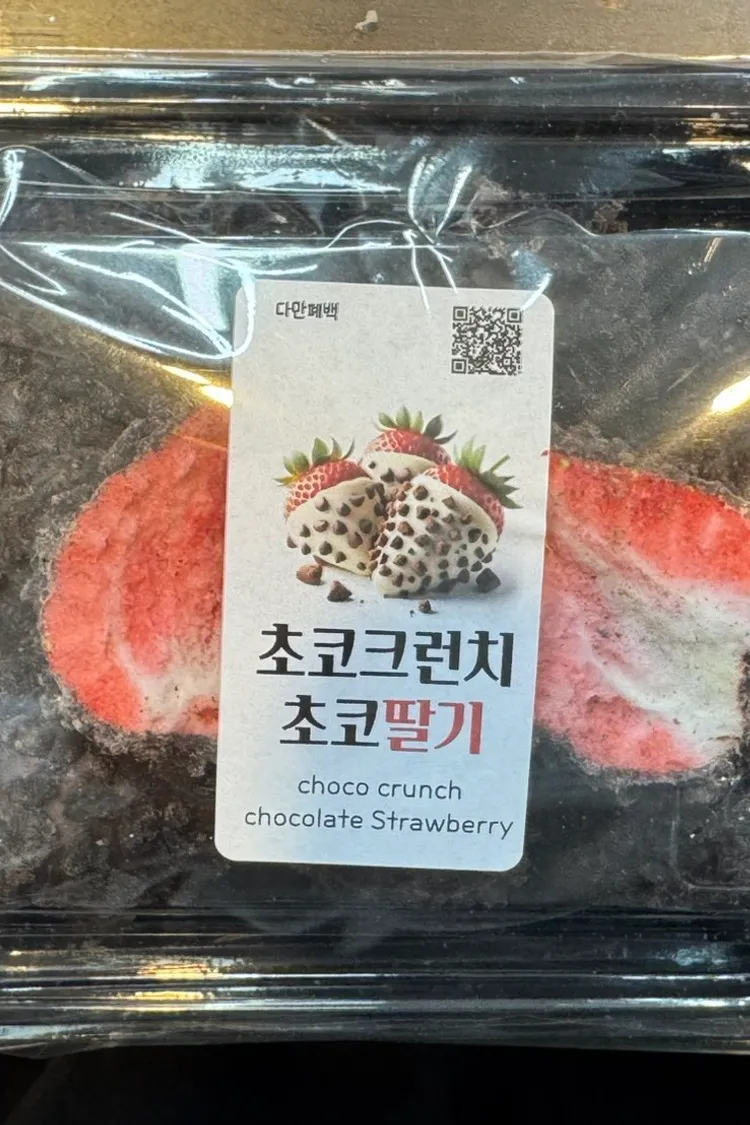 다만폐백
초코크런치
초코딸기
choco crunch
chocolate Strawberry